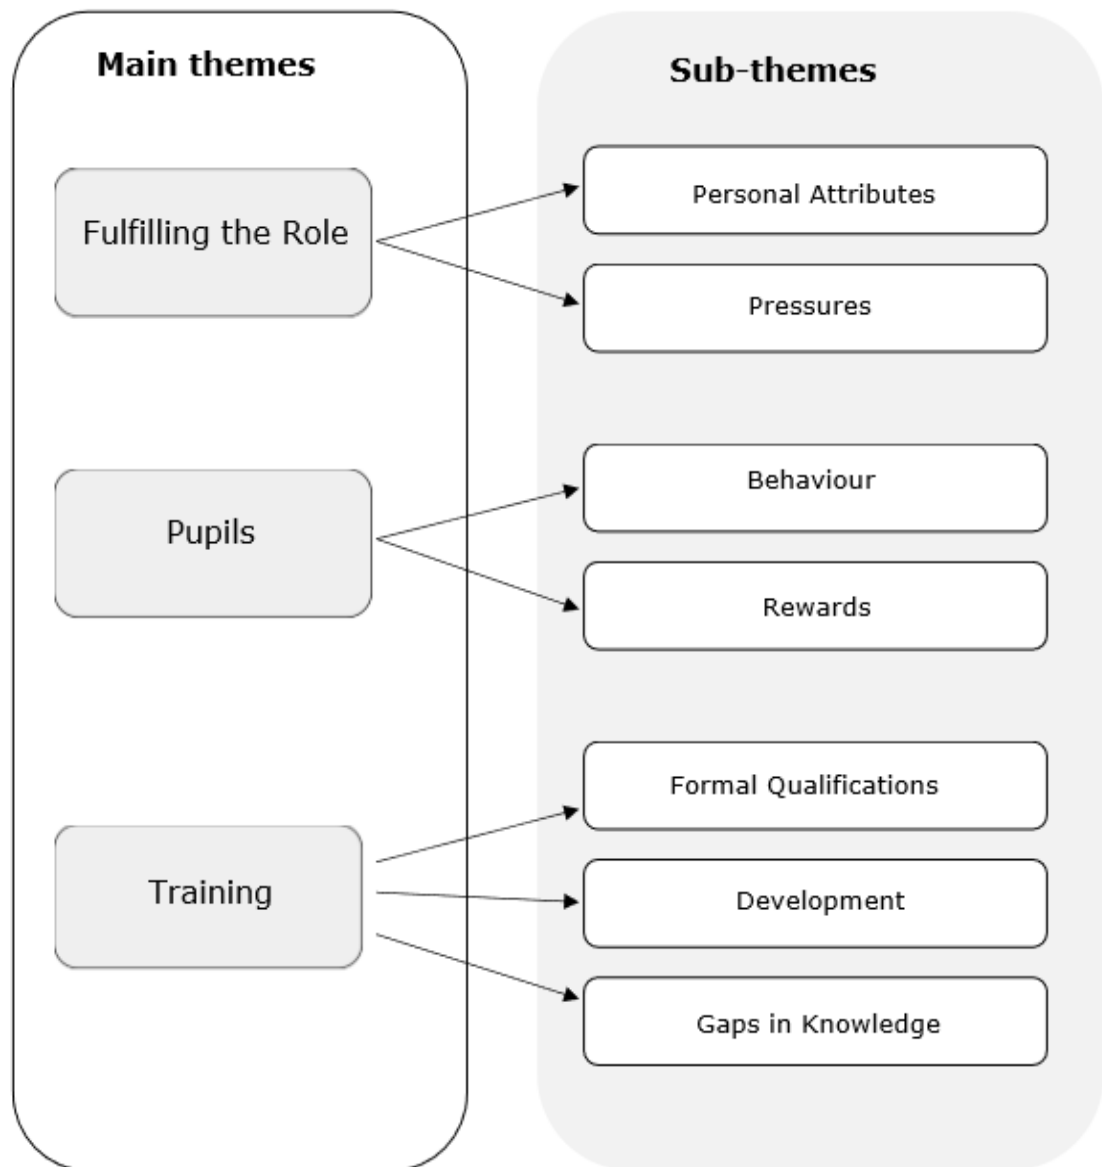 Main themes
Sub-themes
Fulfilling the Role
Personal Attributes
Pressures
Pupils
Behaviour
Rewards
Training
Formal Qualifications
Development
Gaps in Knowledge